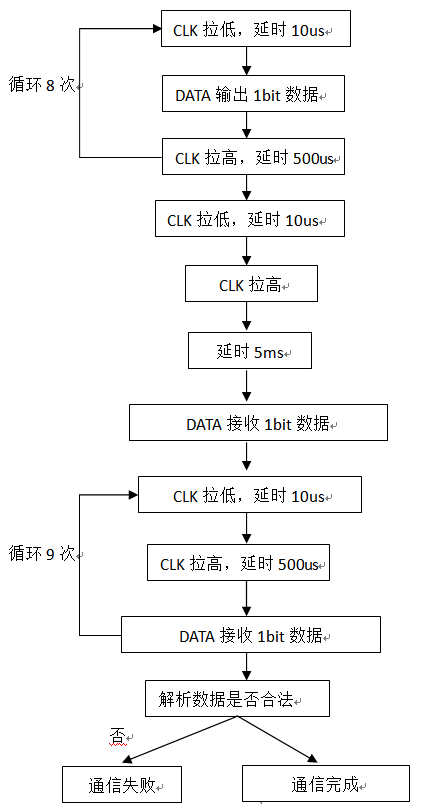 CLK 拉低，延时 10us
循环 8 次
DATA 输出 1bit 数据
CLK 拉高，延时 500us
CLK 拉低，延时 10us
CLK 拉高
延时 5ms
DATA 接收 1bit 数据
CLK 拉低，延时 10us
循环 9 次
CLK 拉高，延时 500us
DATA 接收 1bit 数据
解析数据是否合法
否
通信失败
通信完成